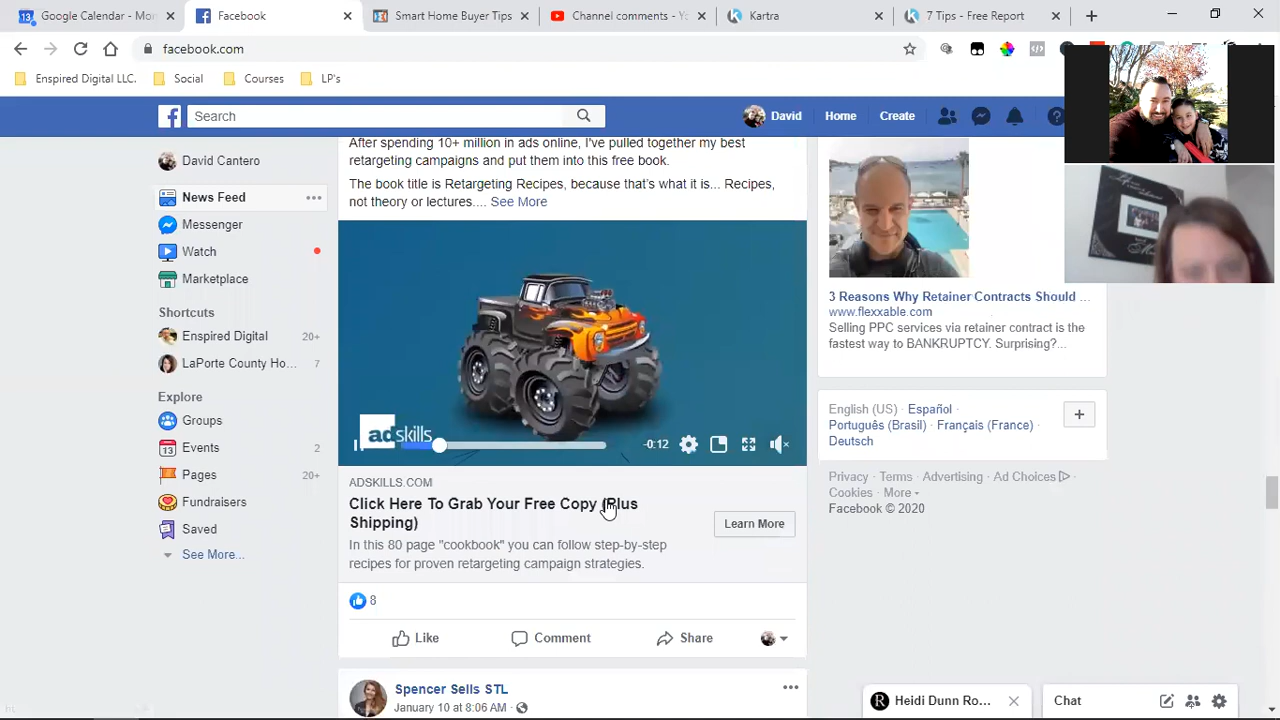 Google Calendar - Mo
Facebook
Smart Home Buyer Tips
Channel comments - Yo
Kartra
7 Tips - Free Report
facebook.com
Enspired Digital LLC.
Social
Courses
LP's
Search
David
Home
Create
David Cantero
News Feed
Messenger
Watch
Marketplace
Shortcuts
Enspired Digital 20+
LaPorte County Ho... 7
Explore
Groups
Events 2
Pages 20+
Fundraisers
Saved
See More...
After spending 10+ million in ads online, I've pulled together my best
retargeting campaigns and put them into this free book.
The book title is Retargeting Recipes, because that's what it is... Recipes,
not theory or lectures.... See More
adskills
-0:12
ADSKILLS.COM
Click Here To Grab Your Free Copy (Plus
Shipping)
Learn More
In this 80 page "cookbook" you can follow step-by-step
recipes for proven retargeting campaign strategies.
8
Like
Comment
Share
Spencer Sells STL
January 10 at 8:06 AM
3 Reasons Why Retainer Contracts Should ...
www.flexxable.com
Selling PPC services via retainer contract is the
fastest way to BANKRUPTCY. Surprising?...
English (US) · Español ·
Português (Brasil) · Français (France) ·
Deutsch
Privacy · Terms · Advertising · Ad Choices
Cookies · More
Facebook © 2020
Heidi Dunn Ro...
Chat